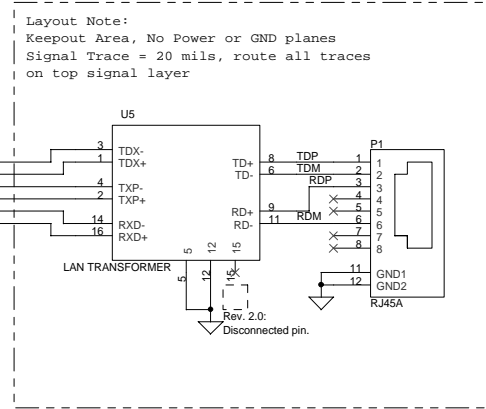 Layout Note:
Keepout Area, No Power or GND planes
Signal Trace = 20 mils, route all traces
on top signal layer
U5
3 TDX-
1 TDX+
4 TXP-
2 TXP+
14 RXD-
16 RXD+
TD+ 8 TDP
TD- 6 TDM
RD+ 9 RDP
RD- 11 RDM
5 12 15
5 12 15
LAN TRANSFORMER
Rev. 2.0:
Disconnected pin.
P1
1 1
2 2
3 3
4 4
5 5
6 6
7 7
8 8
11 GND1
12 GND2
RJ45A